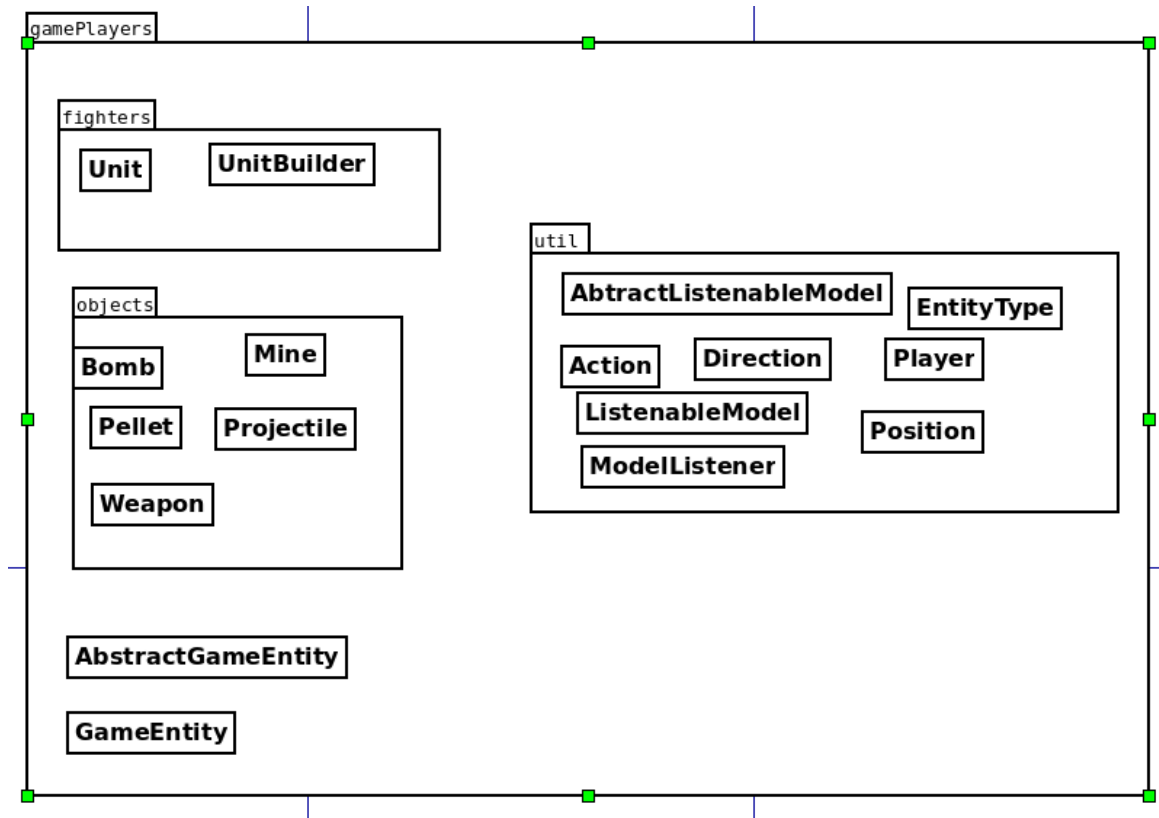 gamePlayers
fighters
Unit
UnitBuilder
objects
Bomb
Mine
Pellet
Projectile
Weapon
util
AbtractListenableModel
EntityType
Action
Direction
Player
ListenableModel
Position
ModelListener
AbstractGameEntity
GameEntity